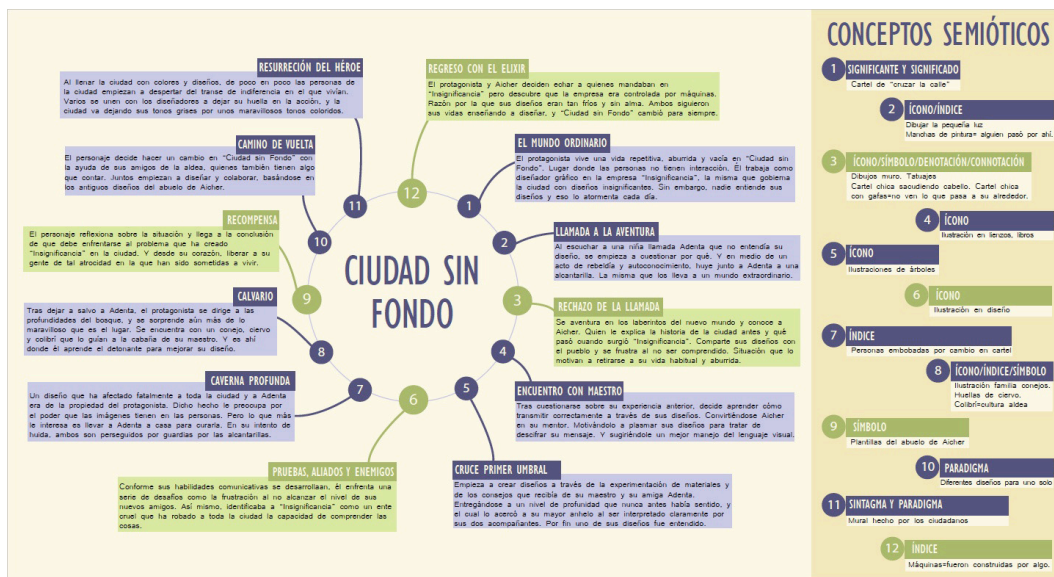 CIUDAD SIN
FONDO
1
EL MUNDO ORDINARIO
El protagonista vive una vida repetitiva, aburrida y vacía en "Ciudad sin
Fondo". Lugar donde las personas no tienen interacción. Él trabaja como
diseñador gráfico en la empresa "Insignificancia", la misma que gobierna
la ciudad con diseños insignificantes. Sin embargo, nadie entiende sus
diseños y eso lo atormenta cada día.
2
LLAMADA A LA AVENTURA
Al escuchar a una niña llamada Adenta que no entendía su
diseño, se empieza a cuestionar por qué. Y en medio de un
acto de rebeldía y autoconocimiento, huye junto a Adenta a una
alcantarilla. La misma que los lleva a un mundo extraordinario.
3
RECHAZO DE LA LLAMADA
Se aventura en los laberintos del nuevo mundo y conoce a
Aicher. Quien le explica la historia de la ciudad antes y qué
pasó cuando surgió "Insignificancia". Comparte sus diseños con
el pueblo y se frustra al no ser comprendido. Situación que lo
motivan a retirarse a su vida habitual y aburrida.
4
ENCUENTRO CON MAESTRO
Tras cuestionarse sobre su experiencia anterior, decide aprender cómo
transmitir correctamente a través de sus diseños. Convirtiéndose Aicher
en su mentor. Motivándolo a plasmar sus diseños para tratar de
descifrar su mensaje. Y sugiriéndole un mejor manejo del lenguaje visual.
5
CRUCE PRIMER UMBRAL
Empieza a crear diseños a través de la experimentación de materiales y
de los consejos que recibía de su maestro y su amiga Adenta.
Entregándose a un nivel de profundidad que nunca antes había sentido, y
el cual lo acercó a su mayor anhelo al ser interpretado claramente por
sus dos acompañantes. Por fin uno de sus diseños fue entendido.
6
PRUEBAS, ALIADOS Y ENEMIGOS
Conforme sus habilidades comunicativas se desarrollaan, él enfrenta una
serie de desafíos como la frustración al no alcanzar el nivel de sus
nuevos amigos. Así mismo, identificaba a "Insignificancia" como un ente
cruel que ha robado a toda la ciudad la capacidad de comprender las
cosas.
7
CAVERNA PROFUNDA
Un diseño que ha afectado fatalmente a toda la ciudad y a Adenta
era de la propiedad del protagonista. Dicho hecho le preocupa por
el poder que las imágenes tienen en las personas. Pero lo que más
le interesa es llevar a Adenta a casa para curarla. En su intento de
huida, ambos son perseguidos por guardias por las alcantarillas.
8
CALVARIO
Tras dejar a salvo a Adenta, el protagonista se dirige a las
profundidades del bosque, y se sorprende aún más de lo
maravilloso que es el lugar. Se encuentra con un conejo, ciervo
y colibrí que lo guían a la cabaña de su maestro. Y es ahí
donde él aprende el detonante para mejorar su diseño.
9
RECOMPENSA
El personaje reflexiona sobre la situación y llega a la conclusión
de que debe enfrentarse al problema que ha creado
"Insignificancia" en la ciudad. Y desde su corazón, liberar a su
gente de tal atrocidad en la que han sido sometidas a vivir.
10
CAMINO DE VUELTA
El personaje decide hacer un cambio en "Ciudad sin Fondo" con
la ayuda de sus amigos de la aldea, quienes también tienen algo
que contar. Juntos empiezan a diseñar y colaborar, basándose en
los antiguos diseños del abuelo de Aicher.
11
RESURRECIÓN DEL HÉROE
Al llenar la ciudad con colores y diseños, de poco en poco las personas de
la ciudad empiezan a despertar del transe de indiferencia en el que vivían.
Varios se unen con los diseñadores a dejar su huella en la acción, y la
ciudad va dejando sus tonos grises por unos maravillosos tonos coloridos.
12
REGRESO CON EL ELIXIR
El protagonista y Aicher deciden echar a quienes mandaban en
"Insignificancia" pero descubre que la empresa era controlada por máquinas.
Razón por la que sus diseños eran tan fríos y sin alma. Ambos siguieron
sus vidas enseñando a diseñar, y "Ciudad sin Fondo" cambió para siempre.
CONCEPTOS SEMIÓTICOS
1
SIGNIFICANTE Y SIGNIFICADO
Cartel de "cruzar la calle"
2
ÍCONO/ÍNDICE
Dibujar la pequeña luz
Manchas de pintura= alguien pasó por ahí.
3
ÍCONO/SÍMBOLO/DENOTACIÓN/CONNOTACIÓN
Dibujos muro. Tatuajes
Cartel chica sacudiendo cabello. Cartel chica
con gafas=no ven lo que pasa a su airededor.
4
ÍCONO
Ilustración en lienzos, libros
5
ÍCONO
Ilustraciones de árboles
6
ÍCONO
Ilustración en diseño
7
ÍNDICE
Personas embobadas por cambio en cartel
8
ÍCONO/ÍNDICE/SÍMBOLO
Ilustración familia conejos.
Huellas de ciervo.
Colibrí=cultura aldea
9
SÍMBOLO
Plantillas del abuelo de Aicher
10
PARADIGMA
Diferentes diseños para uno solo
11
SINTAGMA Y PARADIGMA
Mural hecho por los ciudadanos
12
ÍNDICE
Máquinas=fueron construidas por algo.